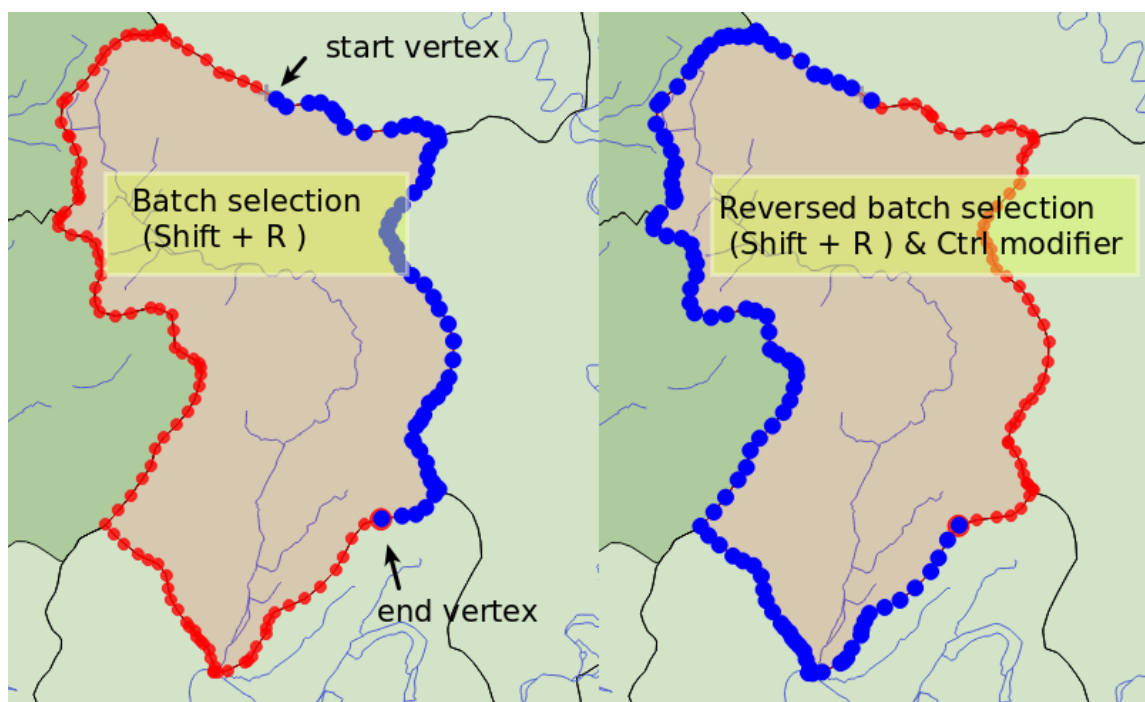 start vertex
Batch selection
(Shift + R )
end vertex
Reversed batch selection
(Shift + R ) & Ctrl modifier